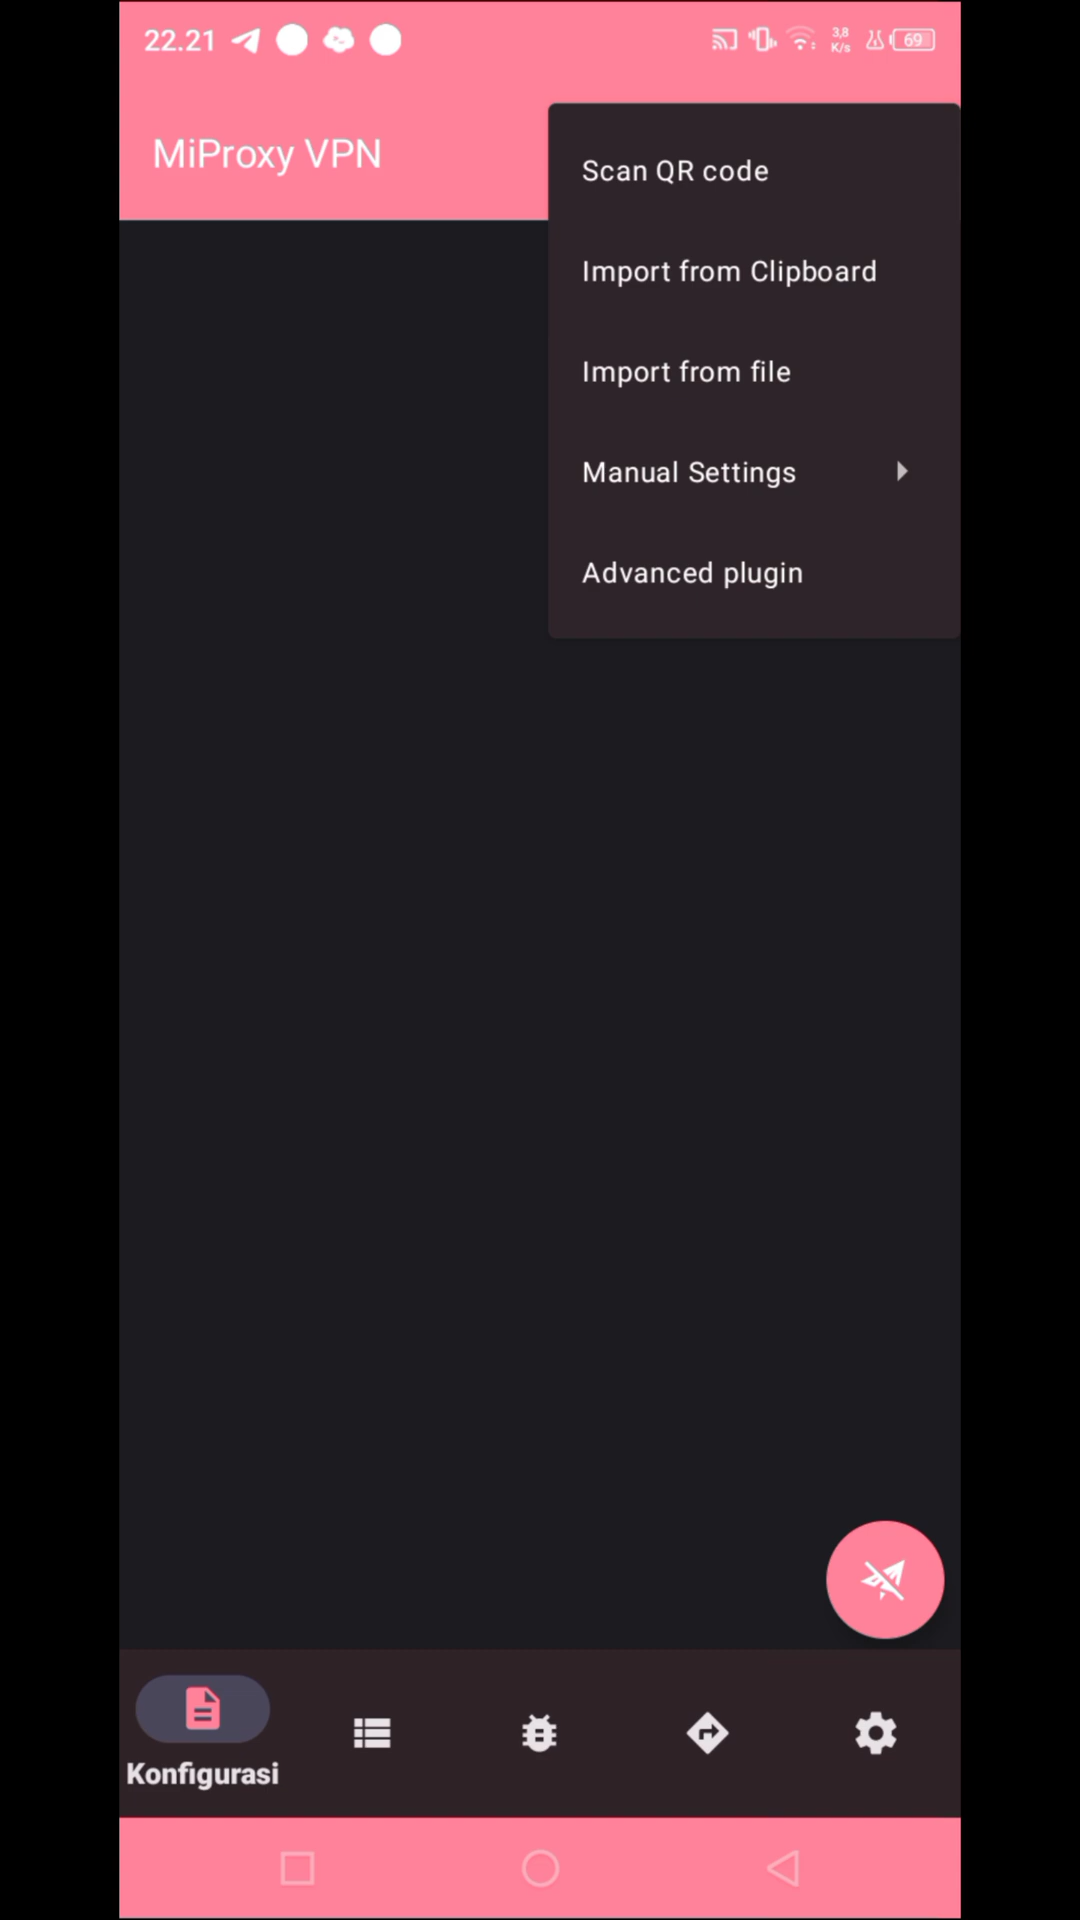 22.21
3,8
K/s
69
MiProxy VPN
Scan QR code
Import from Clipboard
Import from file
Manual Settings
Advanced plugin
Konfigurasi